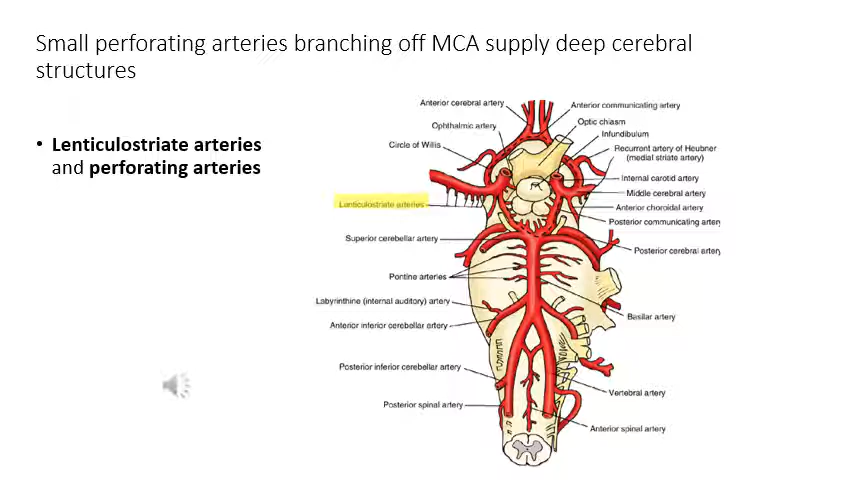 Small perforating arteries branching off MCA supply deep cerebral
structures
• Lenticulostriate arteries
and perforating arteries
Anterior cerebral artery
Anterior communicating artery
Ophthalmic artery
Optic chiasm
Infundibulum
Circle of Willis
Recurrent artery of Heubner
(medial striate artery)
Internal carotid artery
Middle cerebral artery
Lenticulostriate arteries
Anterior choroidal artery
Posterior communicating artery
Superior cerebellar artery
Posterior cerebral artery
Pontine arteries
Labyrinthine (internal auditory) artery
Basilar artery
Anterior inferior cerebellar artery
Posterior inferior cerebellar artery
Vertebral artery
Posterior spinal artery
Anterior spinal artery